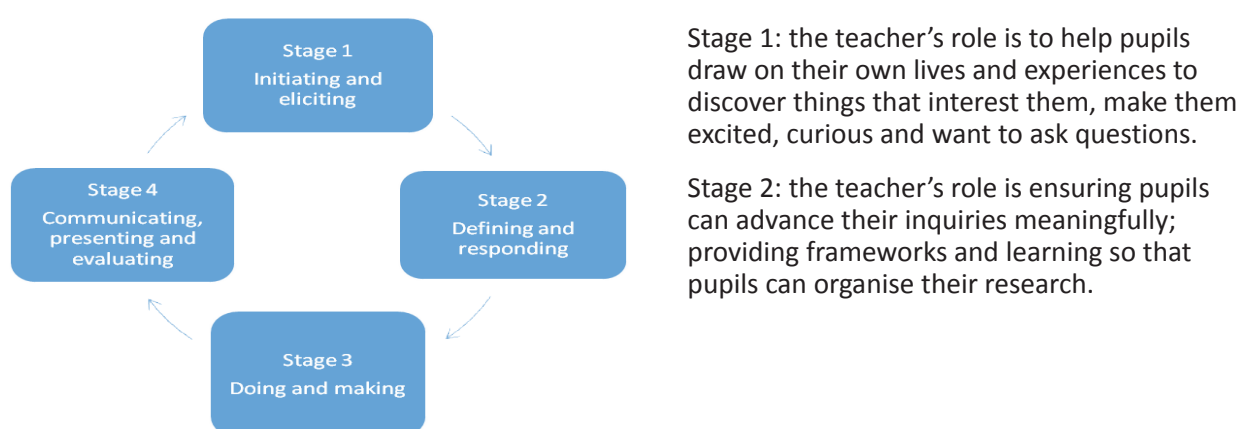 Stage 1
Initiating and
eliciting
Stage 2
Defining and
responding
Stage 3
Doing and making
Stage 4
Communicating,
presenting and
evaluating
Stage 1: the teacher’s role is to help pupils
draw on their own lives and experiences to
discover things that interest them, make them
excited, curious and want to ask questions.
Stage 2: the teacher’s role is ensuring pupils
can advance their inquiries meaningfully;
providing frameworks and learning so that
pupils can organise their research.